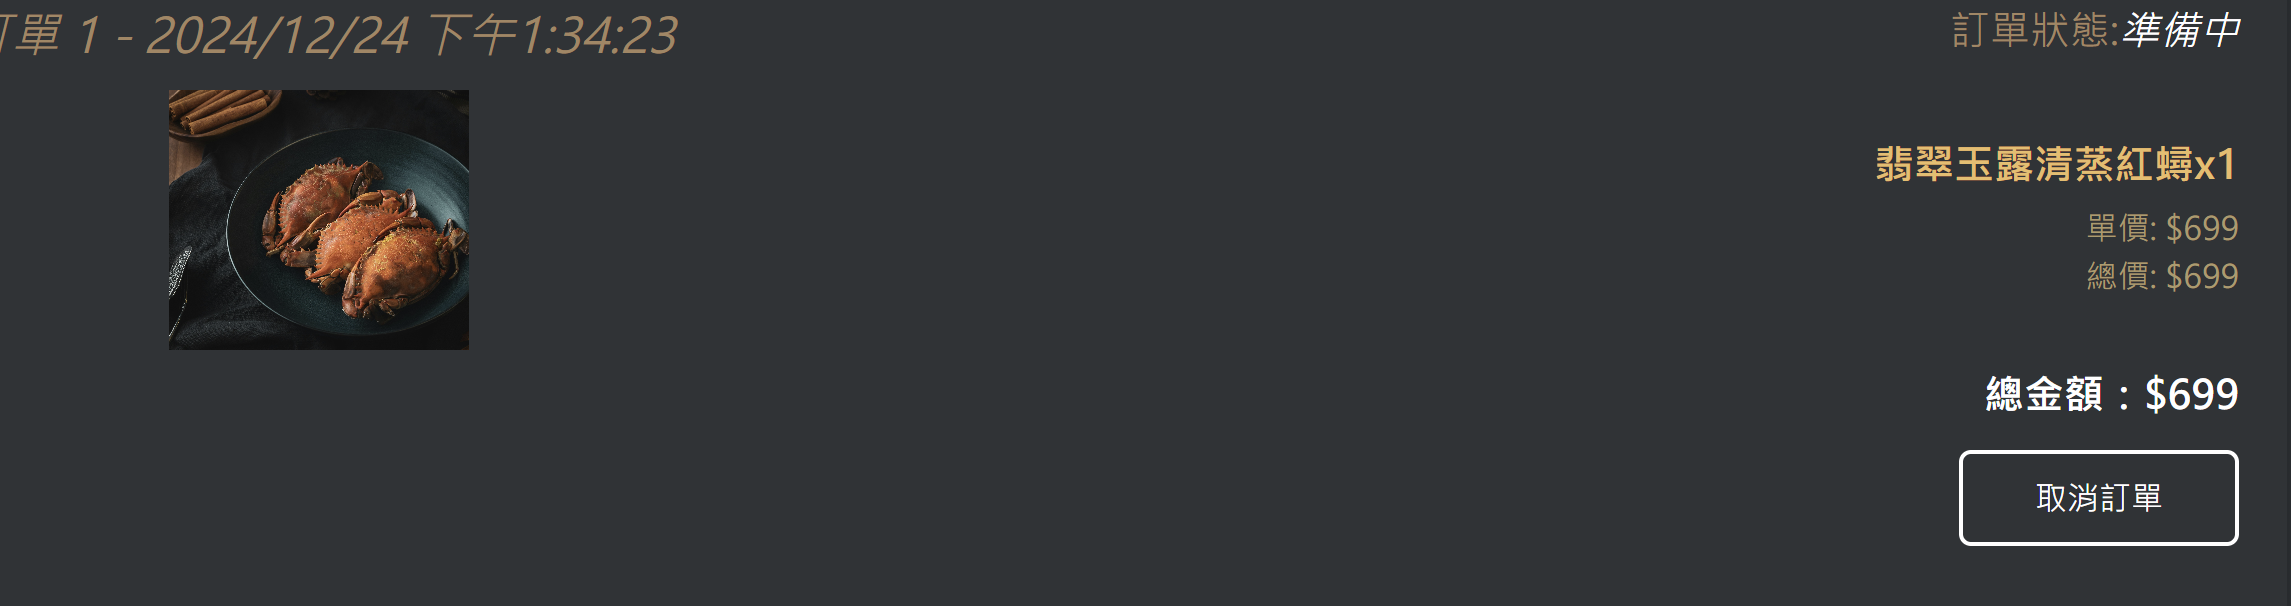 訂單 1 - 2024/12/24 下午1:34:23
訂單狀態:準備中
翡翠玉露清蒸紅蟳x1
單價: $699
總價: $699
總金額：$699
取消訂單